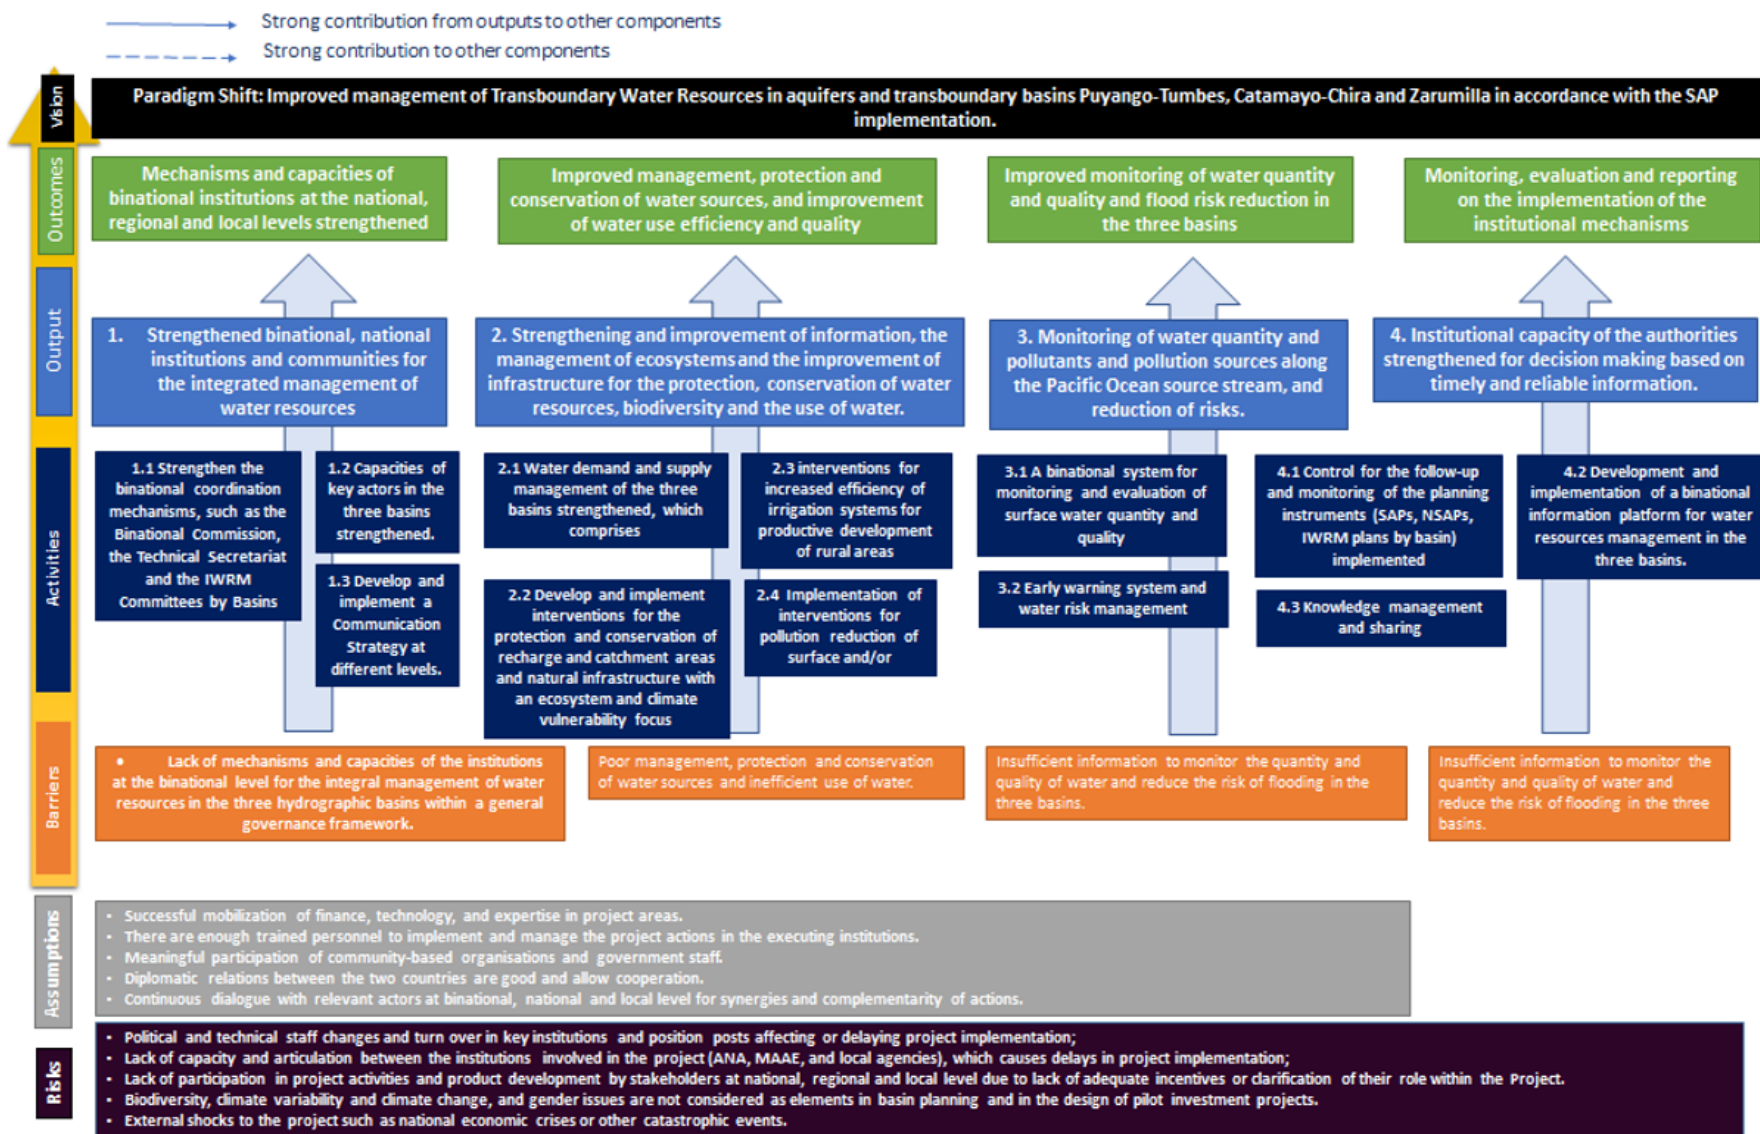 Strong contribution from outputs to other components
Strong contribution to other components
Vision
Paradigm Shift: Improved management of Transboundary Water Resources in aquifers and transboundary basins Puyango-Tumbes, Catamayo-Chira and Zarumilla in accordance with the SAP
implementation.
Outcomes
Mechanisms and capacities of
binational institutions at the national,
regional and local levels strengthened
Improved management, protection and
conservation of water sources, and improvement
of water use efficiency and quality
Improved monitoring of water quantity
and quality and flood risk reduction in
the three basins
Monitoring, evaluation and reporting
on the implementation of the
institutional mechanisms
Output
1. Strengthened binational, national
institutions and communities for
the integrated management of
water resources
2. Strengthening and improvement of information, the
management of ecosystems and the improvement of
infrastructure for the protection, conservation of water
resources, biodiversity and the use of water.
3. Monitoring of water quantity and
pollutants and pollution sources along
the Pacific Ocean source stream, and
reduction of risks.
4. Institutional capacity of the authorities
strengthened for decision making based on
timely and reliable information.
Activities
1.1 Strengthen the
binational coordination
mechanisms, such as the
Binational Commission,
the Technical Secretariat
and the IWRM
Committees by Basins
1.2 Capacities of
key actors in the
three basins
strengthened.
1.3 Develop and
implement a
Communication
Strategy at
different levels.
2.1 Water demand and supply
management of the three
basins strengthened, which
comprises
2.2 Develop and implement
interventions for the
protection and conservation of
recharge and catchment areas
and natural infrastructure with
an ecosystem and climate
vulnerability focus
2.3 interventions for
increased efficiency of
irrigation systems for
productive development
of rural areas
2.4 Implementation of
interventions for
pollution reduction of
surface and/or
3.1 A binational system for
monitoring and evaluation of
surface water quantity and
quality
3.2 Early warning system and
water risk management
4.1 Control for the follow-up
and monitoring of the planning
instruments (SAPs, NSAPs,
IWRM plans by basin)
implemented
4.3 Knowledge management
and sharing
4.2 Development and
implementation of a binational
information platform for water
resources management in the
three basins.
Barriers
• Lack of mechanisms and capacities of the institutions
at the binational level for the integral management of water
resources in the three hydrographic basins within a general
governance framework.
Poor management, protection and conservation
of water sources and inefficient use of water.
Insufficient information to monitor the quantity and
quality of water and reduce the risk of flooding in the
three basins.
Insufficient information to monitor the
quantity and quality of water and
reduce the risk of flooding in the three
basins.
Assumptions
• Successful mobilization of finance, technology, and expertise in project areas.
• There are enough trained personnel to implement and manage the project actions in the executing institutions.
• Meaningful participation of community-based organisations and government staff.
• Diplomatic relations between the two countries are good and allow cooperation.
• Continuous dialogue with relevant actors at binational, national and local level for synergies and complementarity of actions.
Risks
• Political and technical staff changes and turn over in key institutions and position posts affecting or delaying project implementation;
• Lack of capacity and articulation between the institutions involved in the project (ANA, MAAE, and local agencies), which causes delays in project implementation;
• Lack of participation in project activities and product development by stakeholders at national, regional and local level due to lack of adequate incentives or clarification of their role within the Project.
• Biodiversity, climate variability and climate change, and gender issues are not considered as elements in basin planning and in the design of pilot investment projects.
• External shocks to the project such as national economic crises or other catastrophic events.